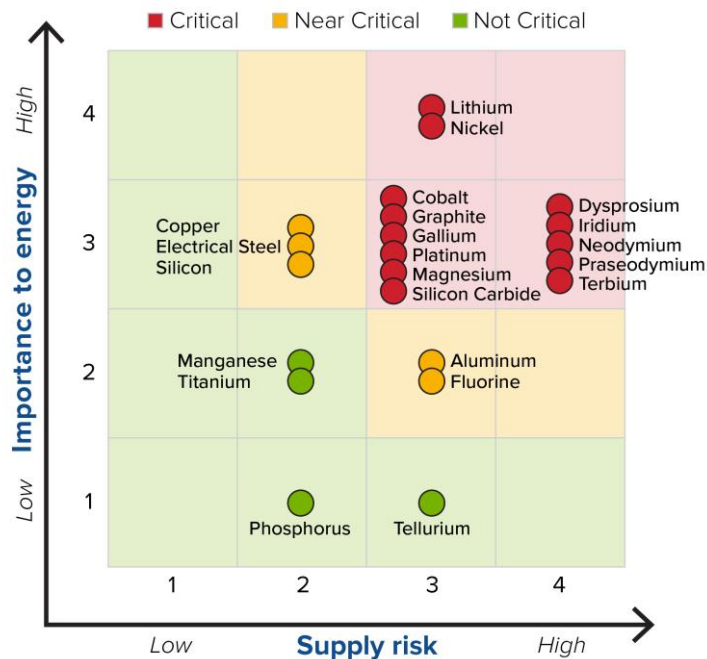 Critical
Near Critical
Not Critical
High
Importance to energy
Low
4
3
2
1
Lithium
Nickel
Copper
Electrical Steel
Silicon
Cobalt
Graphite
Gallium
Platinum
Magnesium
Silicon Carbide
Dysprosium
Iridium
Neodymium
Praseodymium
Terbium
Manganese
Titanium
Aluminum
Fluorine
Phosphorus
Tellurium
1
2
3
4
Low
Supply risk
High